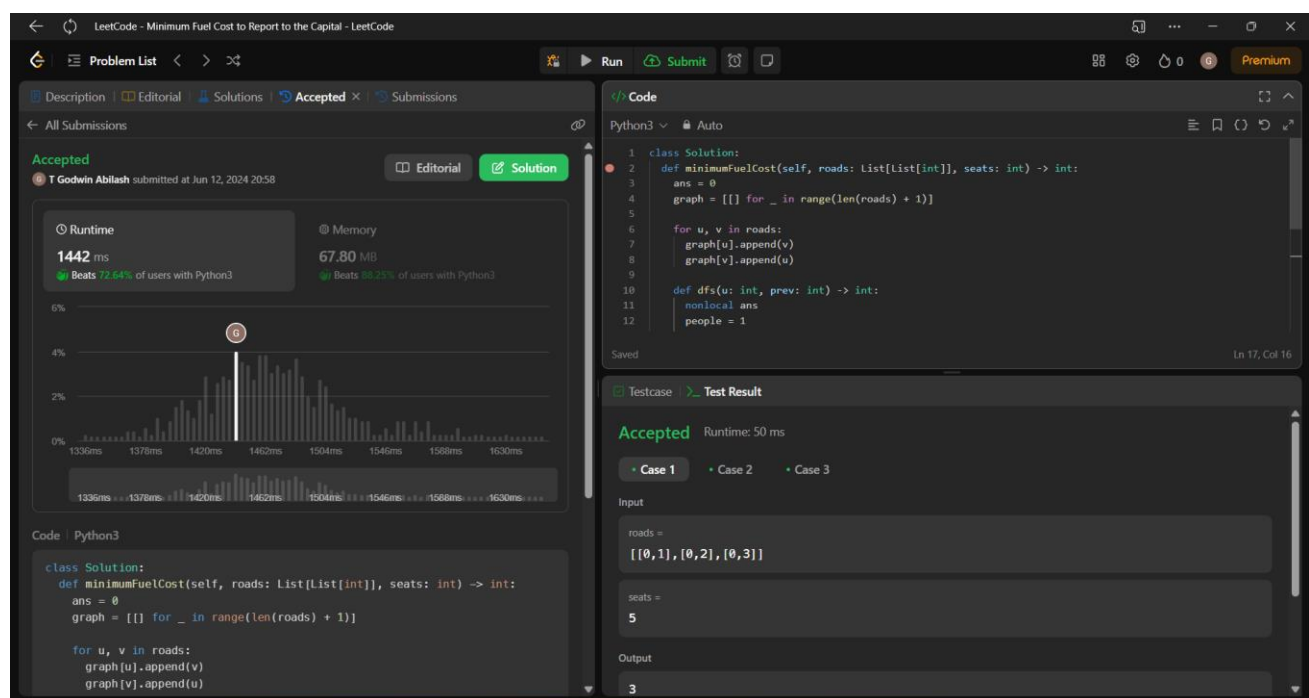 LeetCode - Minimum Fuel Cost to Report to the Capital - LeetCode
Problem List
Run
Submit
0
G
Premium
Description
Editorial
Solutions
Accepted
Submissions
All Submissions
Accepted
G T Godwin Abilash submitted at Jun 12, 2024 20:58
Editorial
Solution
Runtime
1442 ms
Beats 72.64% of users with Python3
Memory
67.80 MB
Beats 88.25% of users with Python3
6%
4%
2%
0%
G
1336ms 1378ms 1420ms 1462ms 1504ms 1546ms 1588ms 1630ms
1336ms 1378ms 1420ms 1462ms 1504ms 1546ms 1588ms 1630ms
Code | Python3
class Solution:
def minimumFuelCost(self, roads: List[List[int]], seats: int) -> int:
ans = 0
graph = [[] for _ in range(len(roads) + 1)]
for u, v in roads:
graph[u].append(v)
graph[v].append(u)
</> Code
Python3
Auto
1 class Solution:
2 def minimumFuelCost(self, roads: List[List[int]], seats: int) -> int:
3 ans = 0
4 graph = [[] for _ in range(len(roads) + 1)]
5
6 for u, v in roads:
7 graph[u].append(v)
8 graph[v].append(u)
9
10 def dfs(u: int, prev: int) -> int:
11 nonlocal ans
12 people = 1
Saved
Ln 17, Col 16
Testcase
>_ Test Result
Accepted Runtime: 50 ms
• Case 1 • Case 2 • Case 3
Input
roads =
[[0,1],[0,2],[0,3]]
seats =
5
Output
3